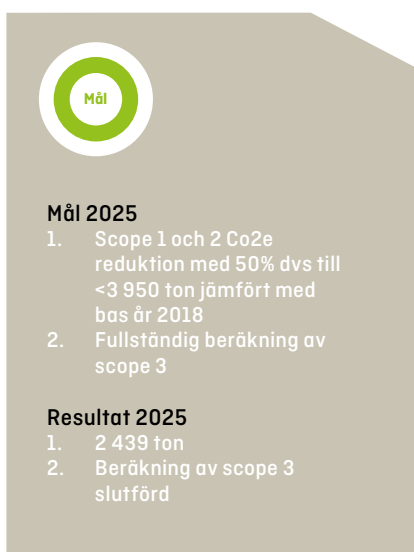 Mål
Mål 2025
1. Scope 1 och 2 Co2e
reduktion med 50% dvs till
<3 950 ton jämfört med
bas år 2018
2. Fullständig beräkning av
scope 3
Resultat 2025
1. 2 439 ton
2. Beräkning av scope 3
slutförd